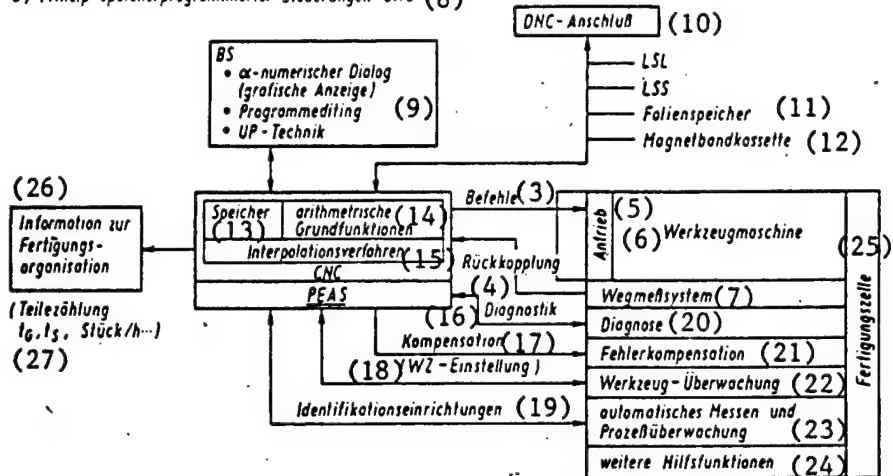 DNC-Anschluß (10)
BS
• α-numerischer Dialog
(grafische Anzeige)
• Programmediting (9)
• UP-Technik
LSL
LSS
Folienspeicher (11)
Magnetbandkassette (12)
(26)
Information zur
Fertigungs-
organisation
(Teilezählung
tG, tS, Stück/h...)
(27)
Speicher
(13)
arithmetrische (14)
Grundfunktionen
Interpolationsverfahren (15)
CNC
PEAS
Befehle (3)
Rückkopplung
(4)
(16) Diagnostik
Kompensation (17)
(18) (WZ-Einstellung)
Identifikationseinrichtungen (19)
Antrieb
(5)
(6) Werkzeugmaschine
Wegmeßsystem (7)
Diagnose (20)
Fehlerkompensation (21)
Werkzeug-Überwachung (22)
automatisches Messen und
Prozeßüberwachung (23)
weitere Hilfsfunktionen (24)
(25)
Fertigungszelle